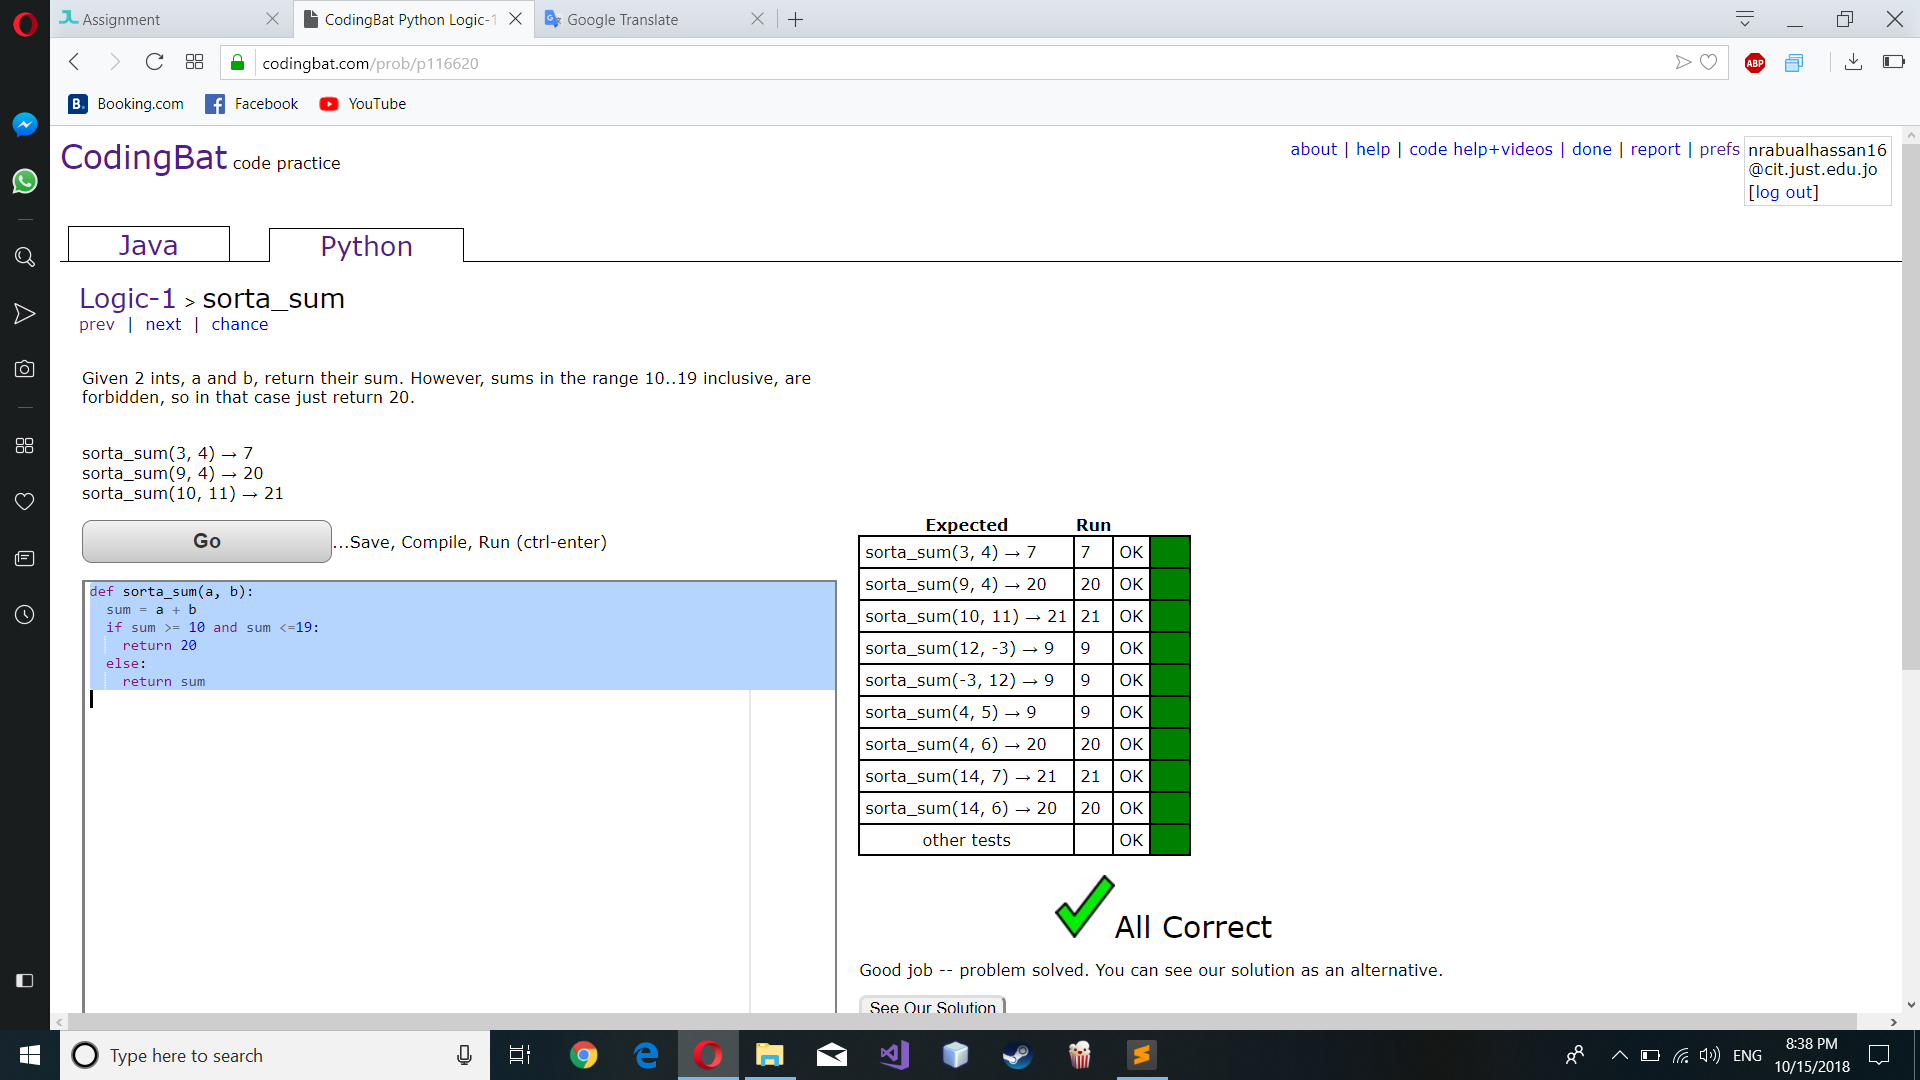 Assignment
CodingBat Python Logic-1
Google Translate
codingbat.com/prob/p116620
ABP
B. Booking.com
Facebook
YouTube
CodingBat code practice
about | help | code help+videos | done | report | prefs
nrabualhassan16
@cit.just.edu.jo
[log out]
Java
Python
Logic-1 > sorta_sum
prev | next | chance
Given 2 ints, a and b, return their sum. However, sums in the range 10..19 inclusive, are
forbidden, so in that case just return 20.
sorta_sum(3, 4) → 7
sorta_sum(9, 4) → 20
sorta_sum(10, 11) → 21
Go
...Save, Compile, Run (ctrl-enter)
def sorta_sum(a, b):
  sum = a + b
  if sum >= 10 and sum <=19:
    return 20
  else:
    return sum
Expected Run
sorta_sum(3, 4) → 7 7 OK
sorta_sum(9, 4) → 20 20 OK
sorta_sum(10, 11) → 21 21 OK
sorta_sum(12, -3) → 9 9 OK
sorta_sum(-3, 12) → 9 9 OK
sorta_sum(4, 5) → 9 9 OK
sorta_sum(4, 6) → 20 20 OK
sorta_sum(14, 7) → 21 21 OK
sorta_sum(14, 6) → 20 20 OK
other tests OK
All Correct
Good job -- problem solved. You can see our solution as an alternative.
See Our Solution
Type here to search
ENG
8:38 PM
10/15/2018